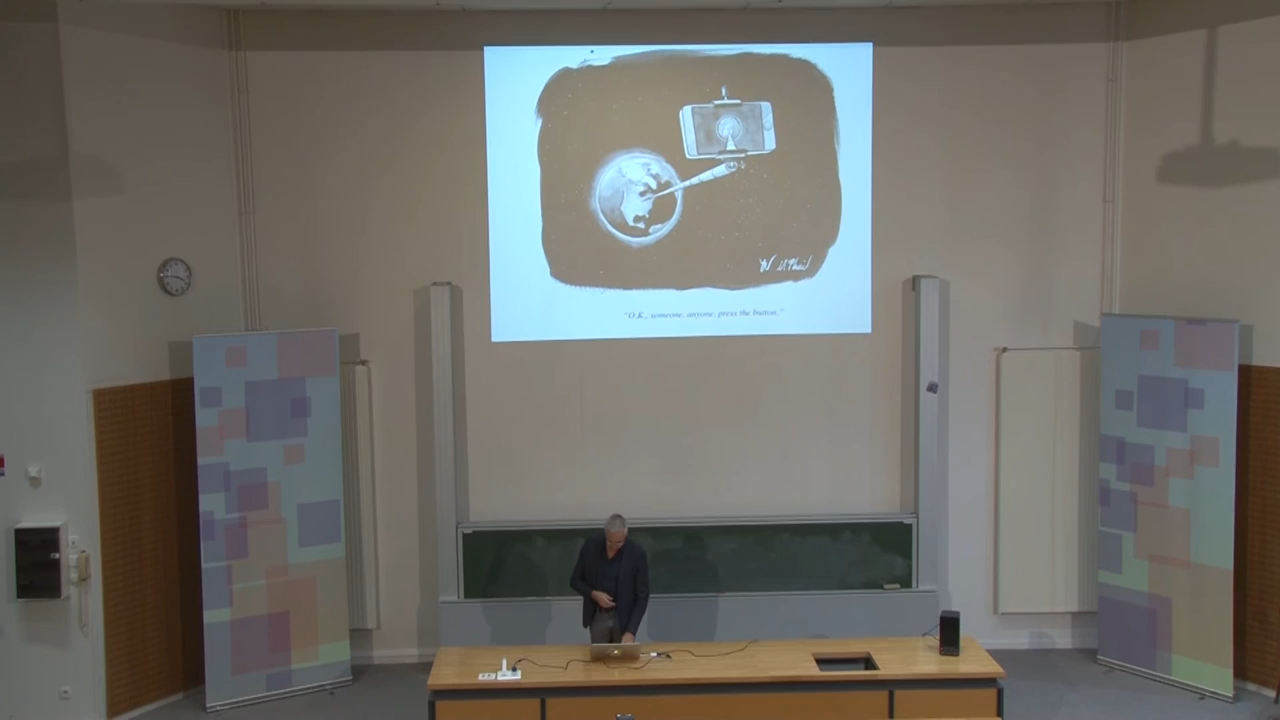 "O.K., someone, anyone, press the button."